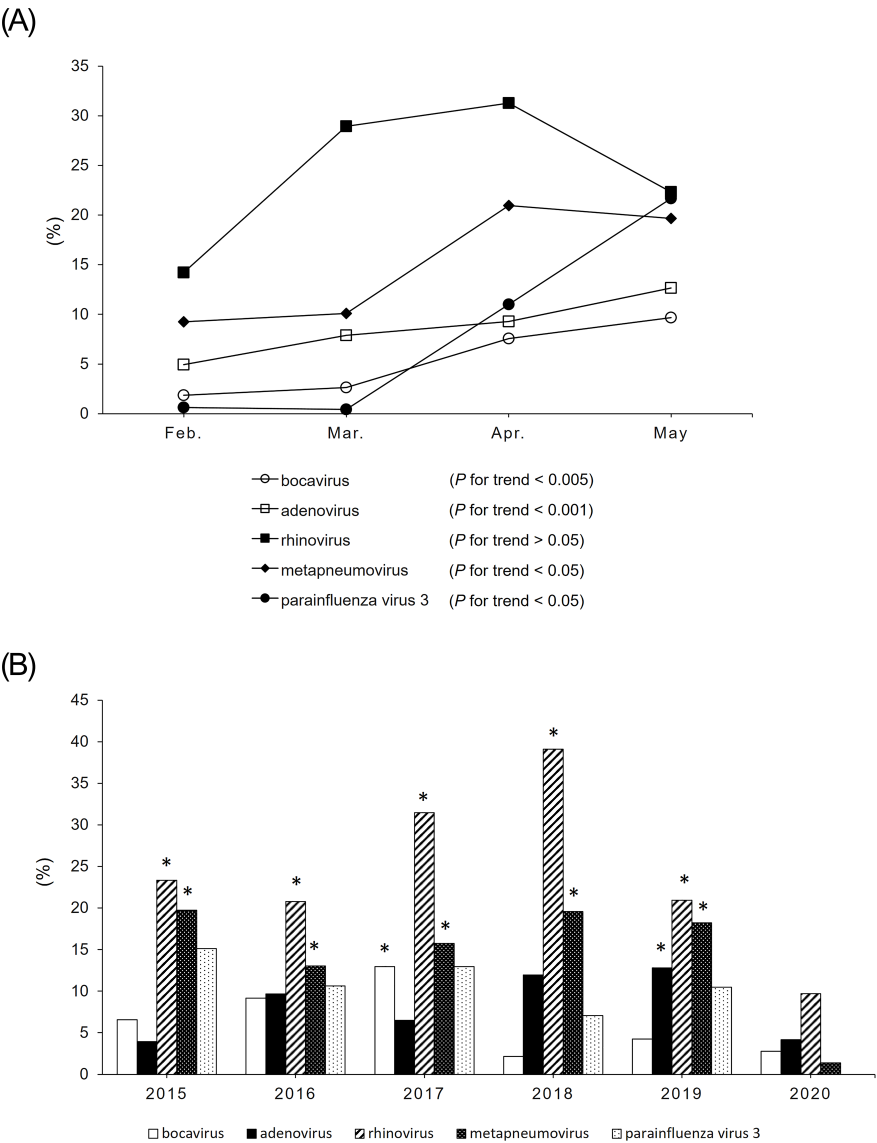 (A)
35
30
25
20
15
10
5
0
(%)
Feb. Mar. Apr. May
bocavirus (P for trend < 0.005)
adenovirus (P for trend < 0.001)
rhinovirus (P for trend > 0.05)
metapneumovirus (P for trend < 0.05)
parainfluenza virus 3 (P for trend < 0.05)
(B)
45
40
35
30
25
20
15
10
5
0
(%)
* * * * * * * * * * * *
2015 2016 2017 2018 2019 2020
bocavirus adenovirus rhinovirus metapneumovirus parainfluenza virus 3